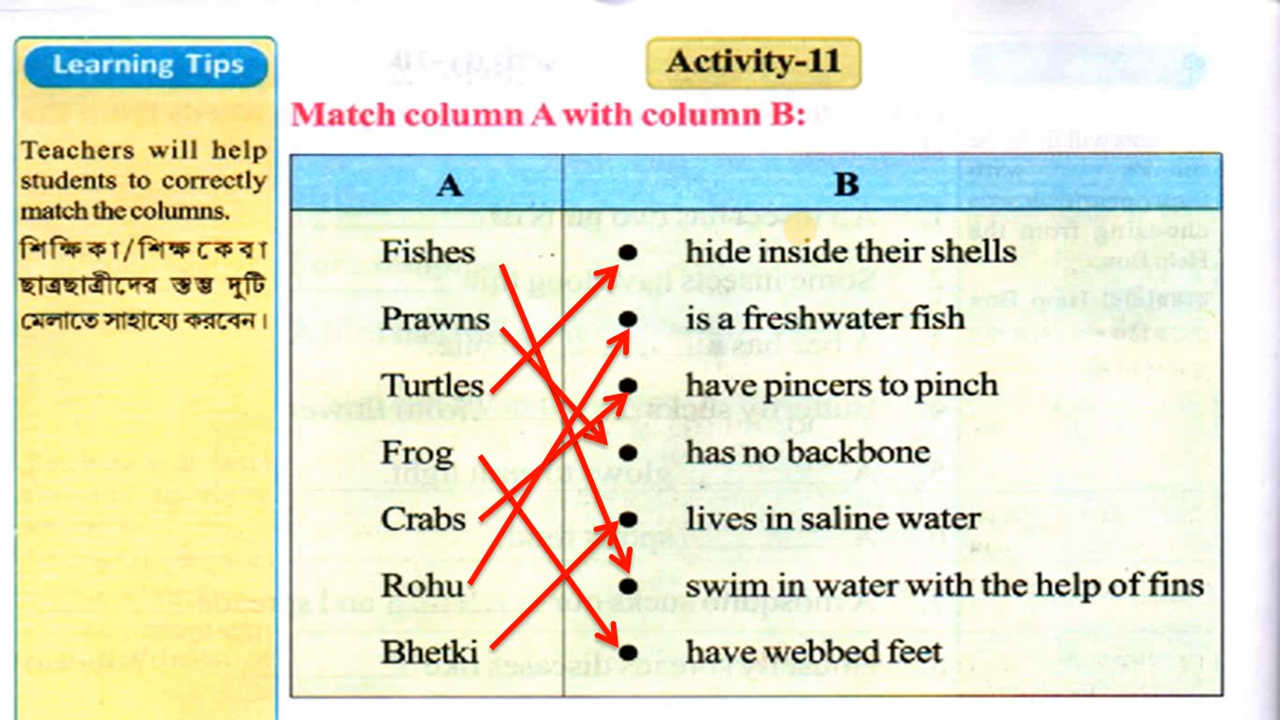 Learning Tips
Teachers will help
students to correctly
match the columns.
শিক্ষিকা/শিক্ষকেরা
ছাত্রছাত্রীদের স্তম্ভ দুটি
মেলাতে সাহায্যে করবেন।
Activity-11
Match column A with column B:
A B
Fishes • hide inside their shells
Prawns • is a freshwater fish
Turtles • have pincers to pinch
Frog • has no backbone
Crabs • lives in saline water
Rohu • swim in water with the help of fins
Bhetki • have webbed feet